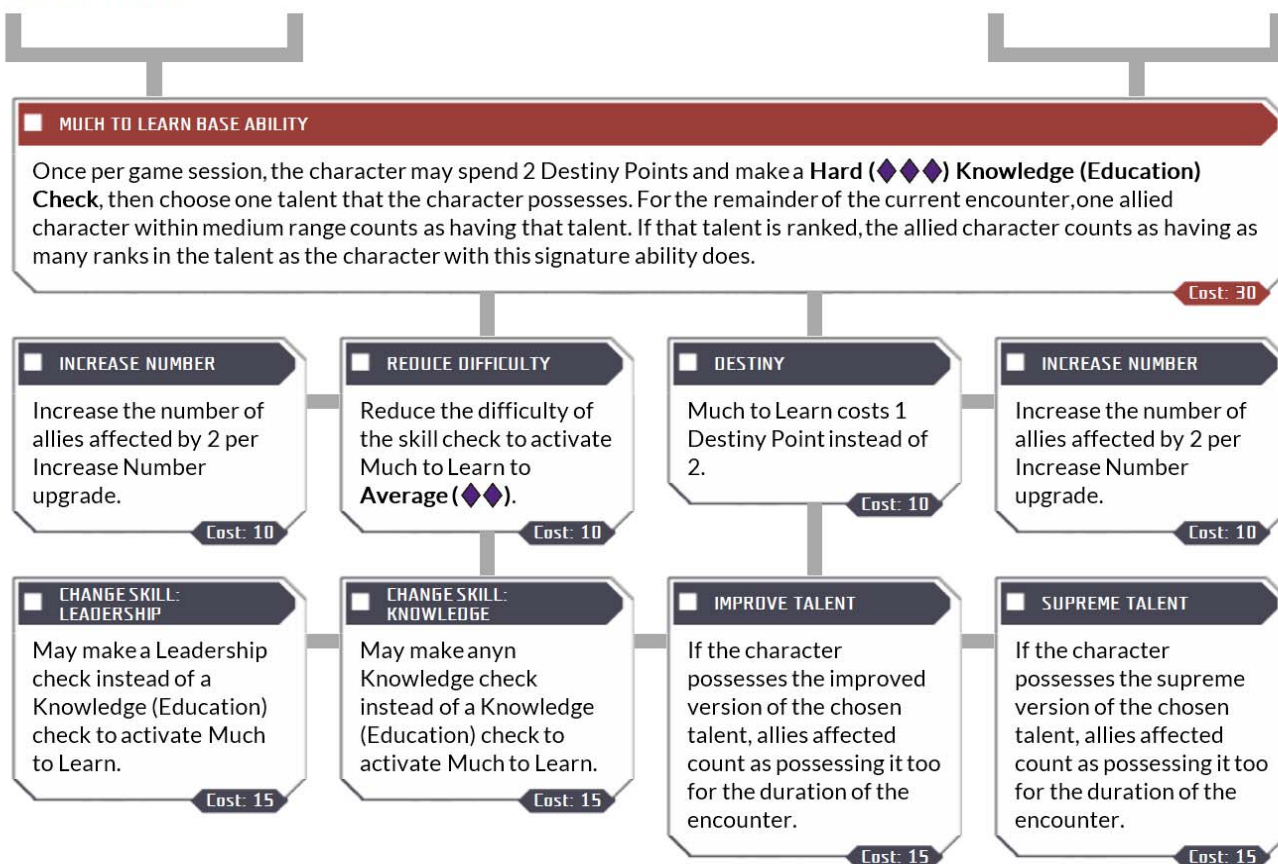 MUCH TO LEARN BASE ABILITY
Once per game session, the character may spend 2 Destiny Points and make a Hard (♦♦♦) Knowledge (Education)
Check, then choose one talent that the character possesses. For the remainder of the current encounter, one allied
character within medium range counts as having that talent. If that talent is ranked, the allied character counts as having as
many ranks in the talent as the character with this signature ability does.
Cost: 30
INCREASE NUMBER
Increase the number of
allies affected by 2 per
Increase Number
upgrade.
Cost: 10
REDUCE DIFFICULTY
Reduce the difficulty of
the skill check to activate
Much to Learn to
Average (♦♦).
Cost: 10
DESTINY
Much to Learn costs 1
Destiny Point instead of
2.
Cost: 10
INCREASE NUMBER
Increase the number of
allies affected by 2 per
Increase Number
upgrade.
Cost: 10
CHANGE SKILL:
LEADERSHIP
May make a Leadership
check instead of a
Knowledge (Education)
check to activate Much
to Learn.
Cost: 15
CHANGE SKILL:
KNOWLEDGE
May make anyn
Knowledge check
instead of a Knowledge
(Education) check to
activate Much to Learn.
Cost: 15
IMPROVE TALENT
If the character
possesses the improved
version of the chosen
talent, allies affected
count as possessing it too
for the duration of the
encounter.
Cost: 15
SUPREME TALENT
If the character
possesses the supreme
version of the chosen
talent, allies affected
count as possessing it too
for the duration of the
encounter.
Cost: 15